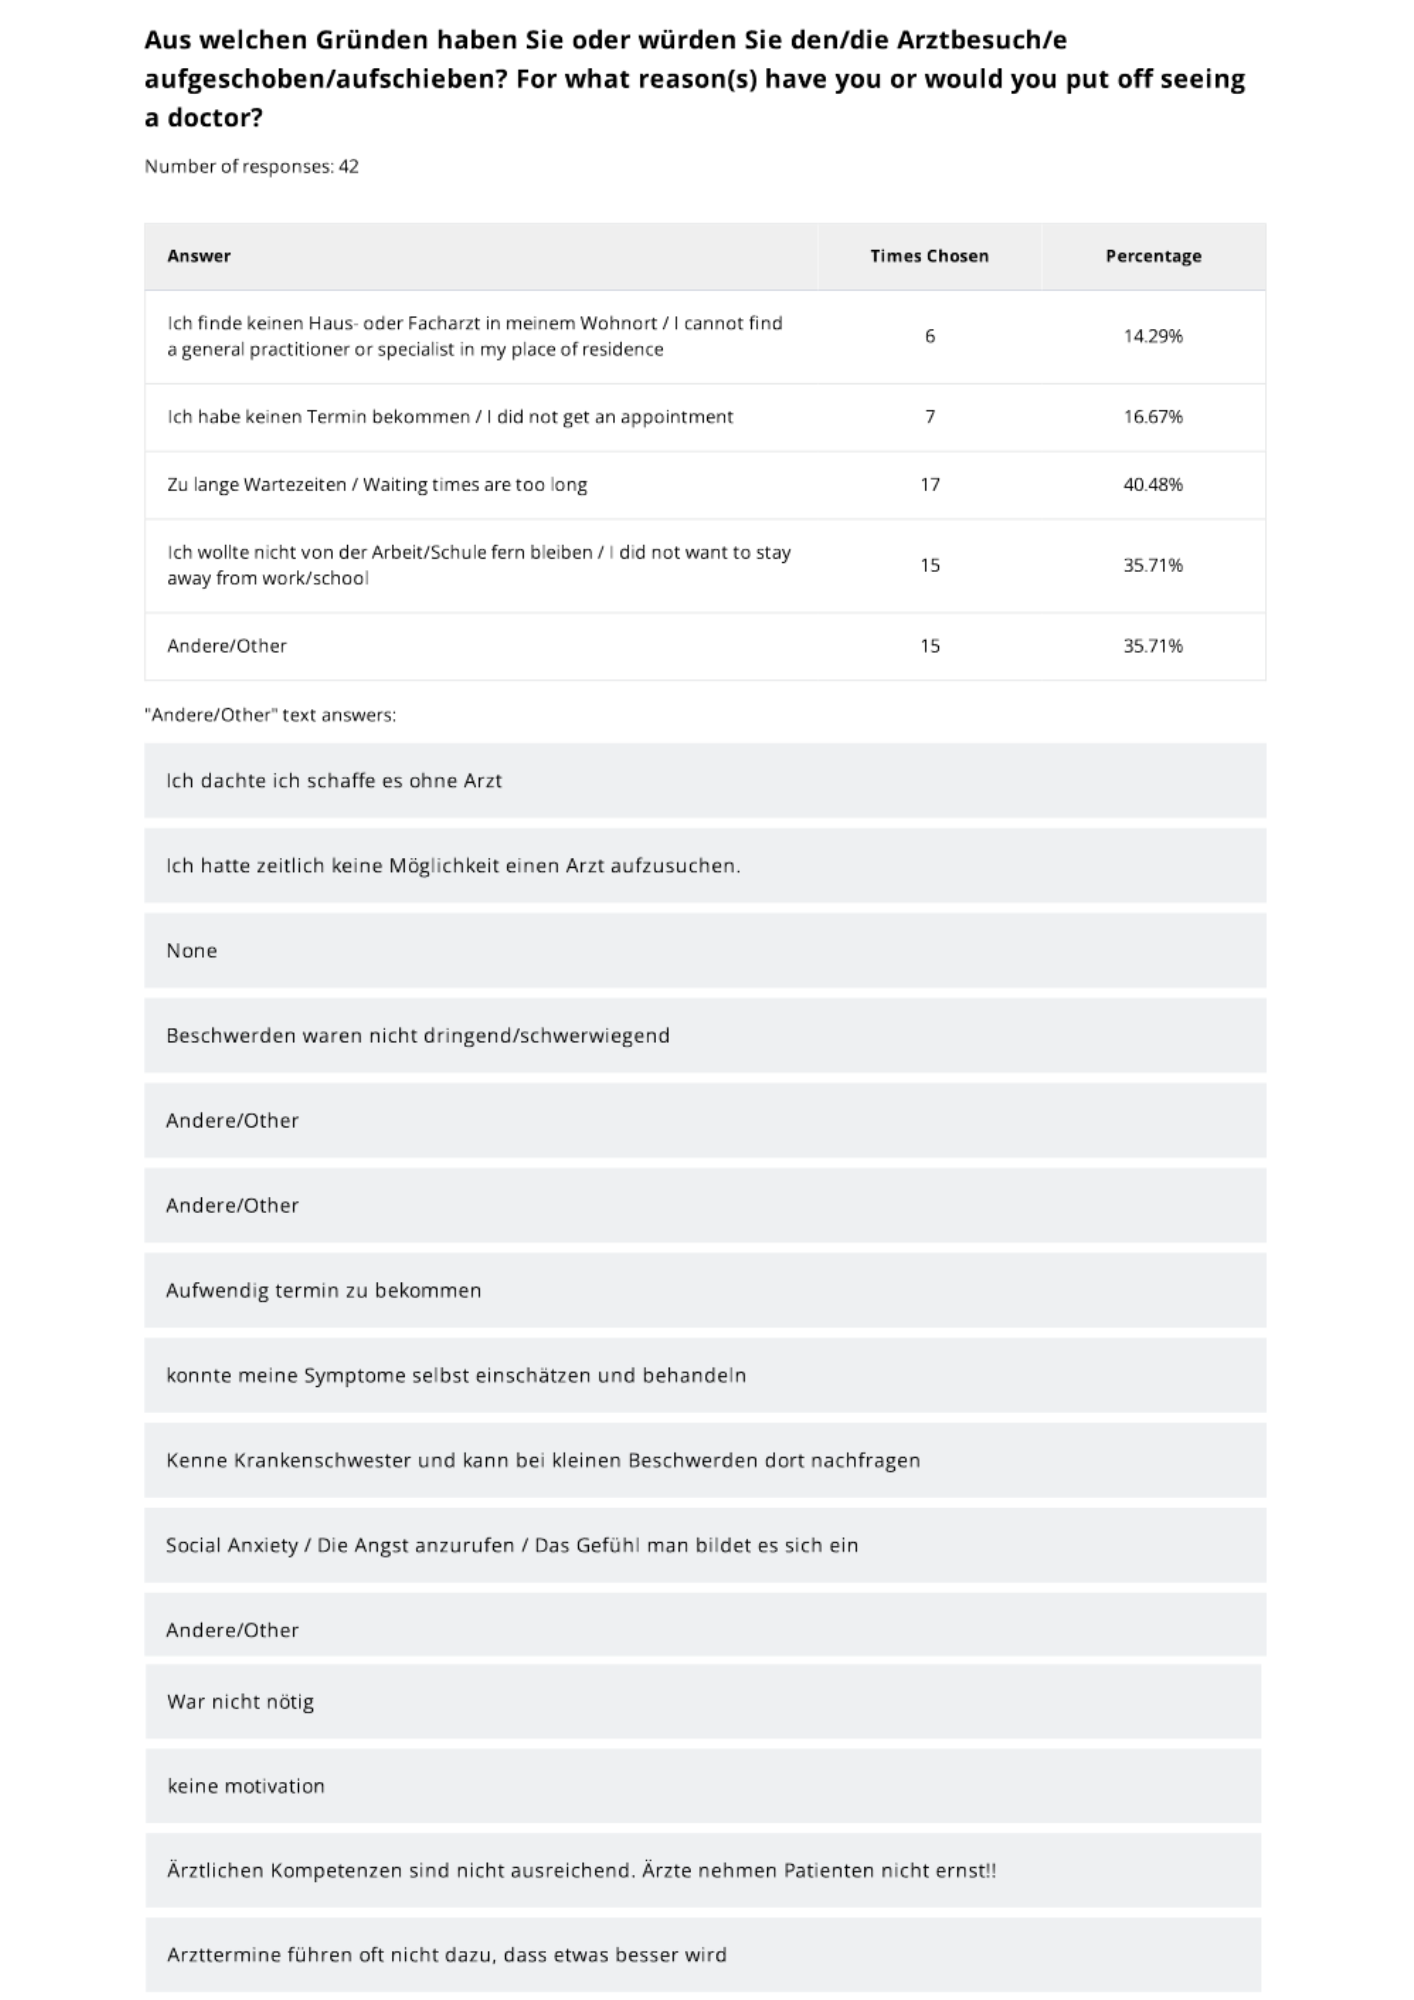 Aus welchen Gründen haben Sie oder würden Sie den/die Arztbesuch/e
aufgeschoben/aufschieben? For what reason(s) have you or would you put off seeing
a doctor?
Number of responses: 42
Answer Times Chosen Percentage
Ich finde keinen Haus- oder Facharzt in meinem Wohnort / I cannot find
a general practitioner or specialist in my place of residence
6 14.29%
Ich habe keinen Termin bekommen / I did not get an appointment 7 16.67%
Zu lange Wartezeiten / Waiting times are too long 17 40.48%
Ich wollte nicht von der Arbeit/Schule fern bleiben / I did not want to stay
away from work/school
15 35.71%
Andere/Other 15 35.71%
"Andere/Other" text answers:
Ich dachte ich schaffe es ohne Arzt
Ich hatte zeitlich keine Möglichkeit einen Arzt aufzusuchen.
None
Beschwerden waren nicht dringend/schwerwiegend
Andere/Other
Andere/Other
Aufwendig termin zu bekommen
konnte meine Symptome selbst einschätzen und behandeln
Kenne Krankenschwester und kann bei kleinen Beschwerden dort nachfragen
Social Anxiety / Die Angst anzurufen / Das Gefühl man bildet es sich ein
Andere/Other
War nicht nötig
keine motivation
Ärztlichen Kompetenzen sind nicht ausreichend. Ärzte nehmen Patienten nicht ernst!!
Arzttermine führen oft nicht dazu, dass etwas besser wird